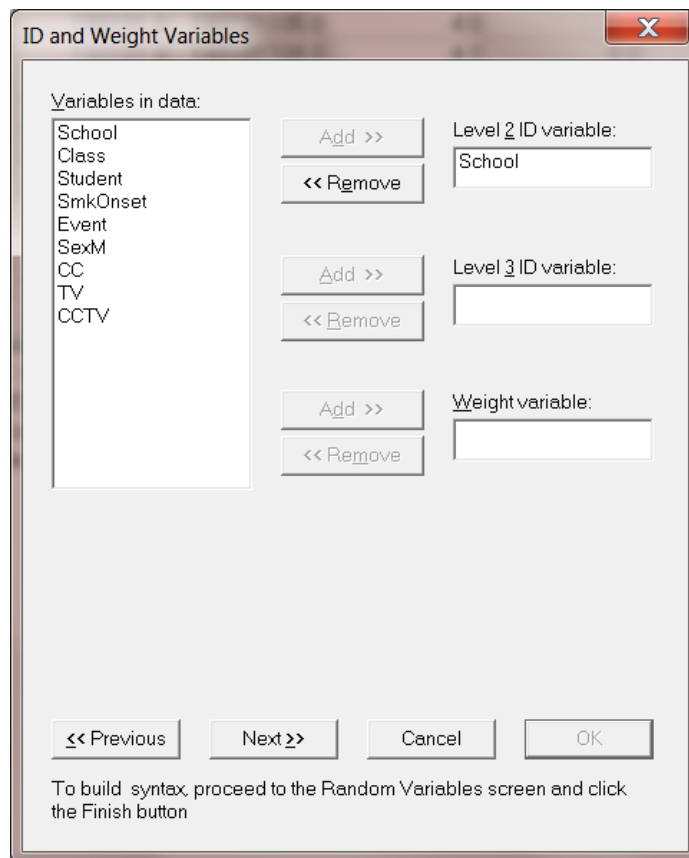 ID and Weight Variables
X
Variables in data:
School
Class
Student
SmkOnset
Event
SexM
CC
TV
CCTV
Add >>
<< Remove
Level 2 ID variable:
School
Add >>
<< Remove
Level 3 ID variable:
Add >>
<< Remove
Weight variable:
<< Previous
Next >>
Cancel
OK
To build syntax, proceed to the Random Variables screen and click
the Finish button